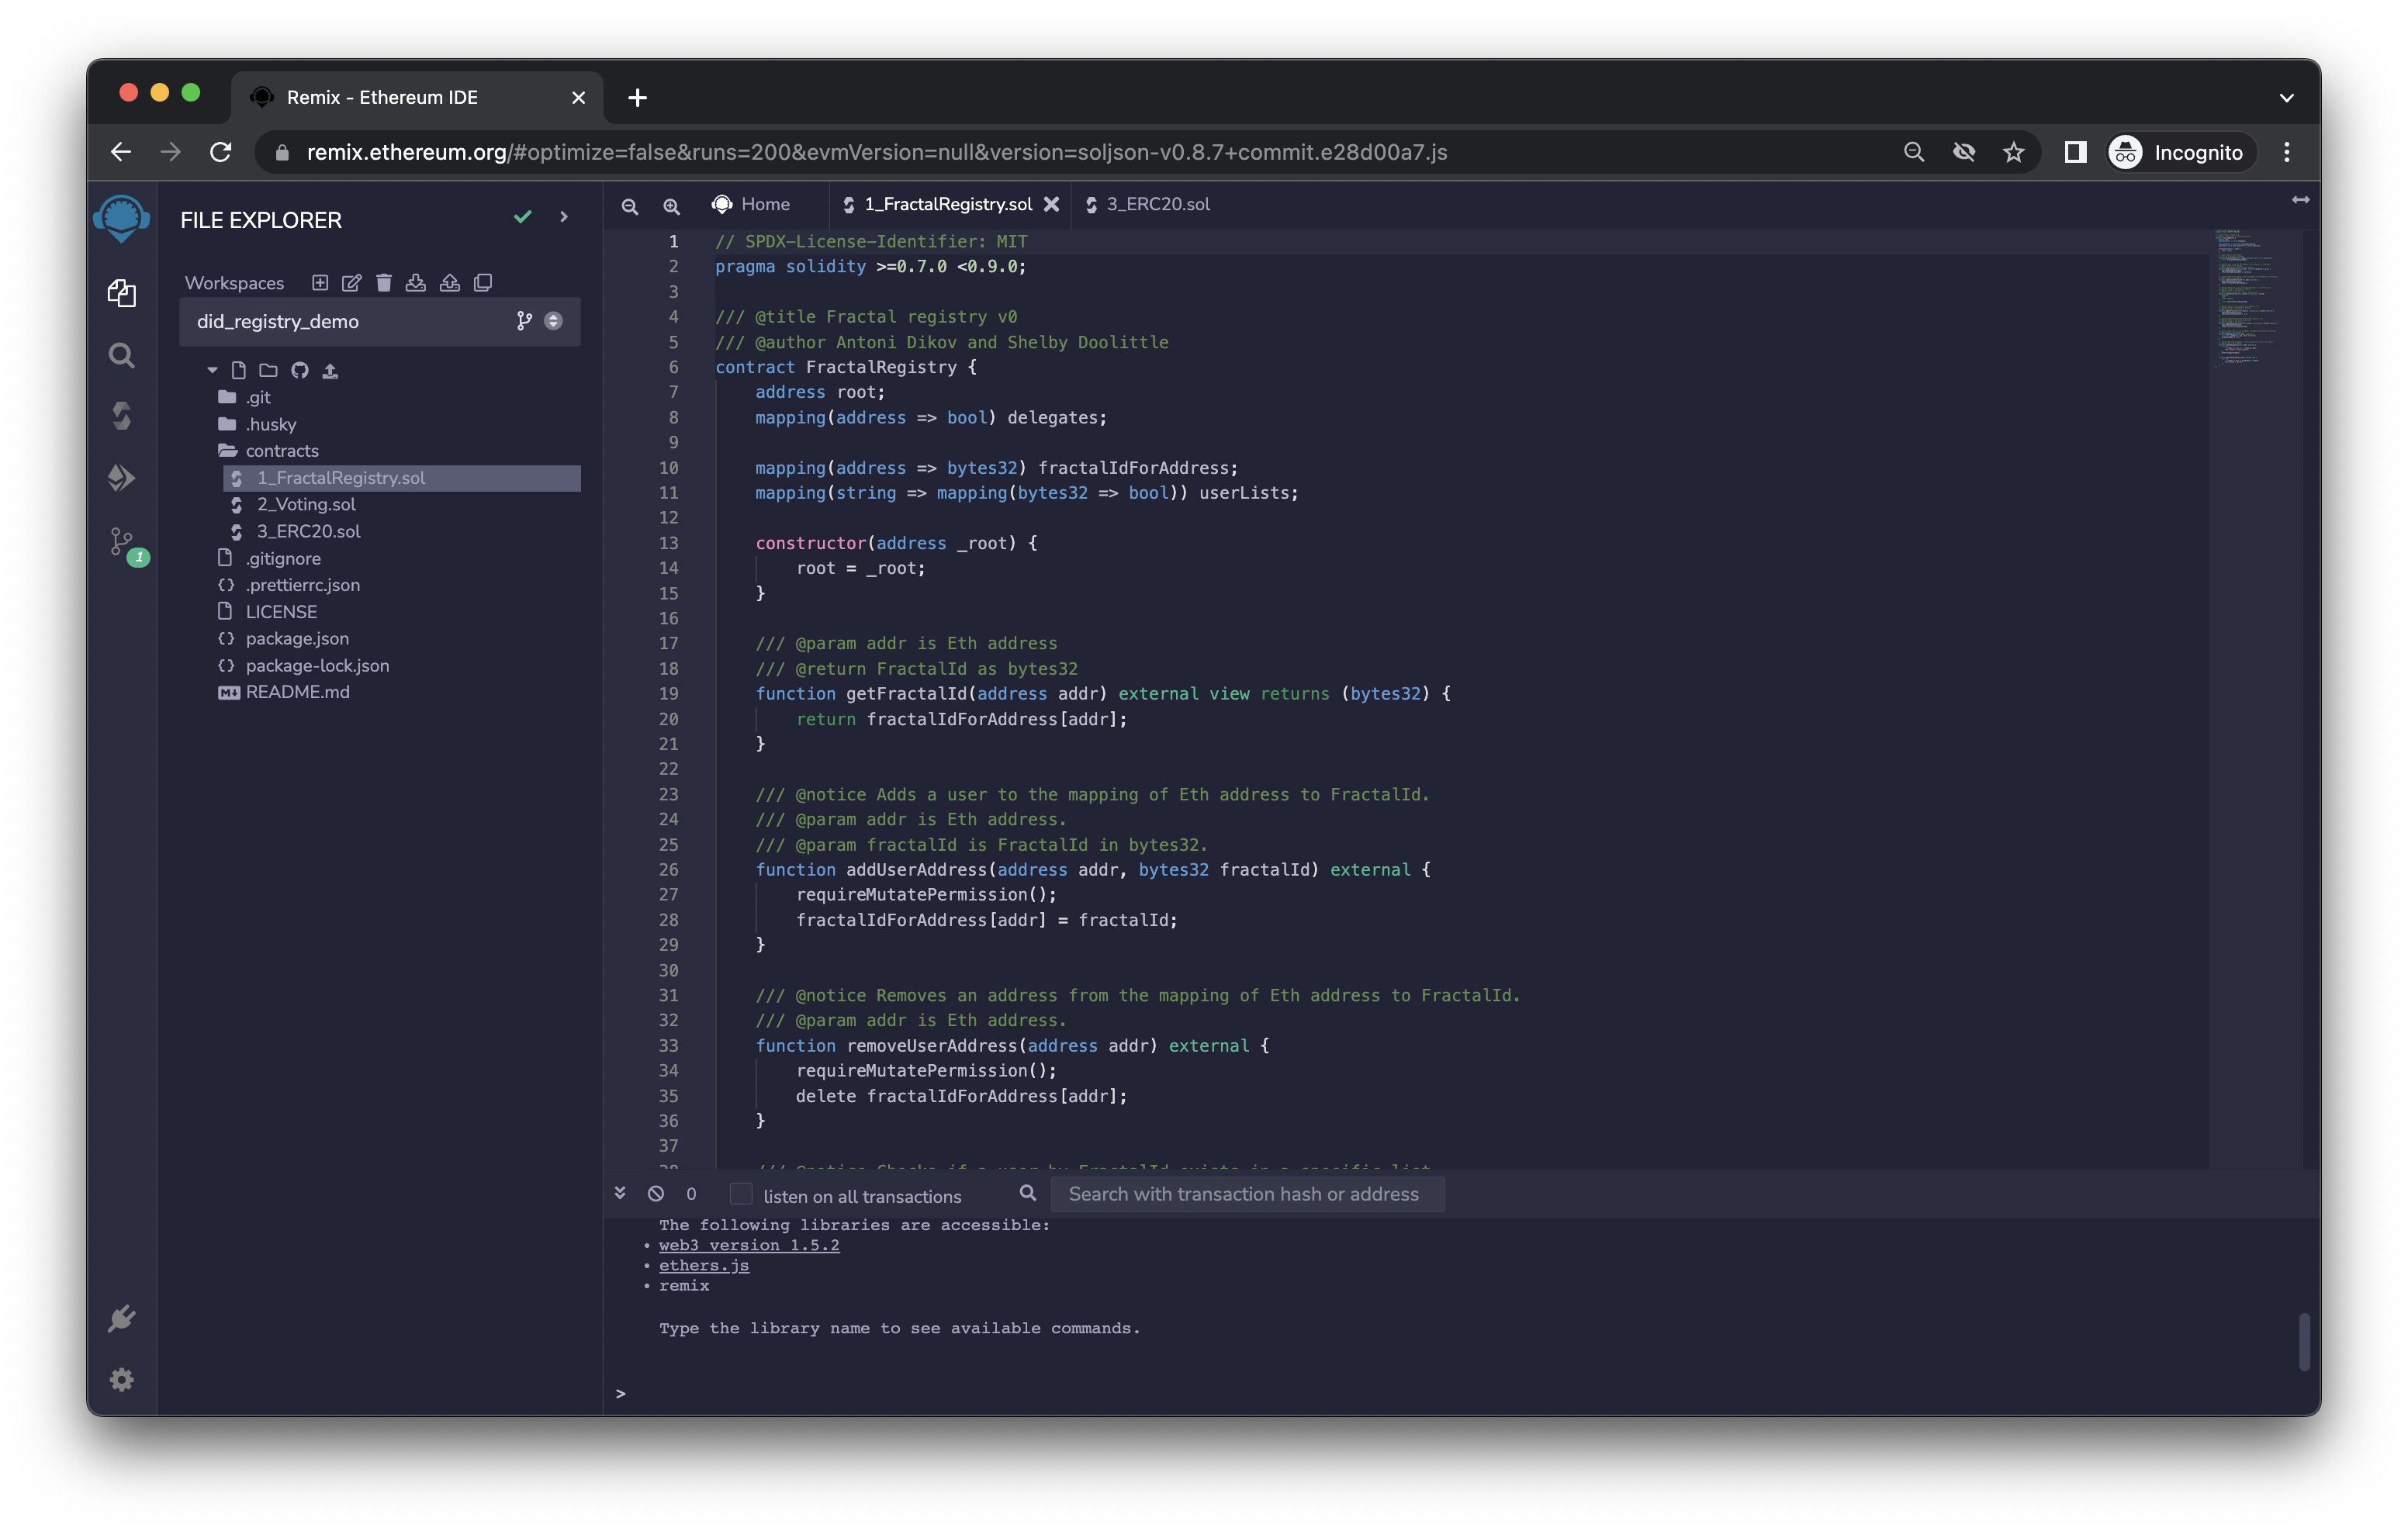 Remix - Ethereum IDE
remix.ethereum.org/#optimize=false&runs=200&evmVersion=null&version=soljson-v0.8.7+commit.e28d00a7.js
Incognito
FILE EXPLORER
Workspaces
did_registry_demo
.git
.husky
contracts
1_FractalRegistry.sol
2_Voting.sol
3_ERC20.sol
.gitignore
.prettierrc.json
LICENSE
package.json
package-lock.json
README.md
1
Home
1_FractalRegistry.sol
3_ERC20.sol
1 // SPDX-License-Identifier: MIT
2 pragma solidity >=0.7.0 <0.9.0;
3
4 /// @title Fractal registry v0
5 /// @author Antoni Dikov and Shelby Doolittle
6 contract FractalRegistry {
7     address root;
8     mapping(address => bool) delegates;
9
10     mapping(address => bytes32) fractalIdForAddress;
11     mapping(string => mapping(bytes32 => bool)) userLists;
12
13     constructor(address _root) {
14         root = _root;
15     }
16
17     /// @param addr is Eth address
18     /// @return FractalId as bytes32
19     function getFractalId(address addr) external view returns (bytes32) {
20         return fractalIdForAddress[addr];
21     }
22
23     /// @notice Adds a user to the mapping of Eth address to FractalId.
24     /// @param addr is Eth address.
25     /// @param fractalId is FractalId in bytes32.
26     function addUserAddress(address addr, bytes32 fractalId) external {
27         requireMutatePermission();
28         fractalIdForAddress[addr] = fractalId;
29     }
30
31     /// @notice Removes an address from the mapping of Eth address to FractalId.
32     /// @param addr is Eth address.
33     function removeUserAddress(address addr) external {
34         requireMutatePermission();
35         delete fractalIdForAddress[addr];
36     }
37
38     /// @notice Checks if a user by FractalId exists in a specific list
0
listen on all transactions
Search with transaction hash or address
The following libraries are accessible:
• web3 version 1.5.2
• ethers.js
• remix
Type the library name to see available commands.
>